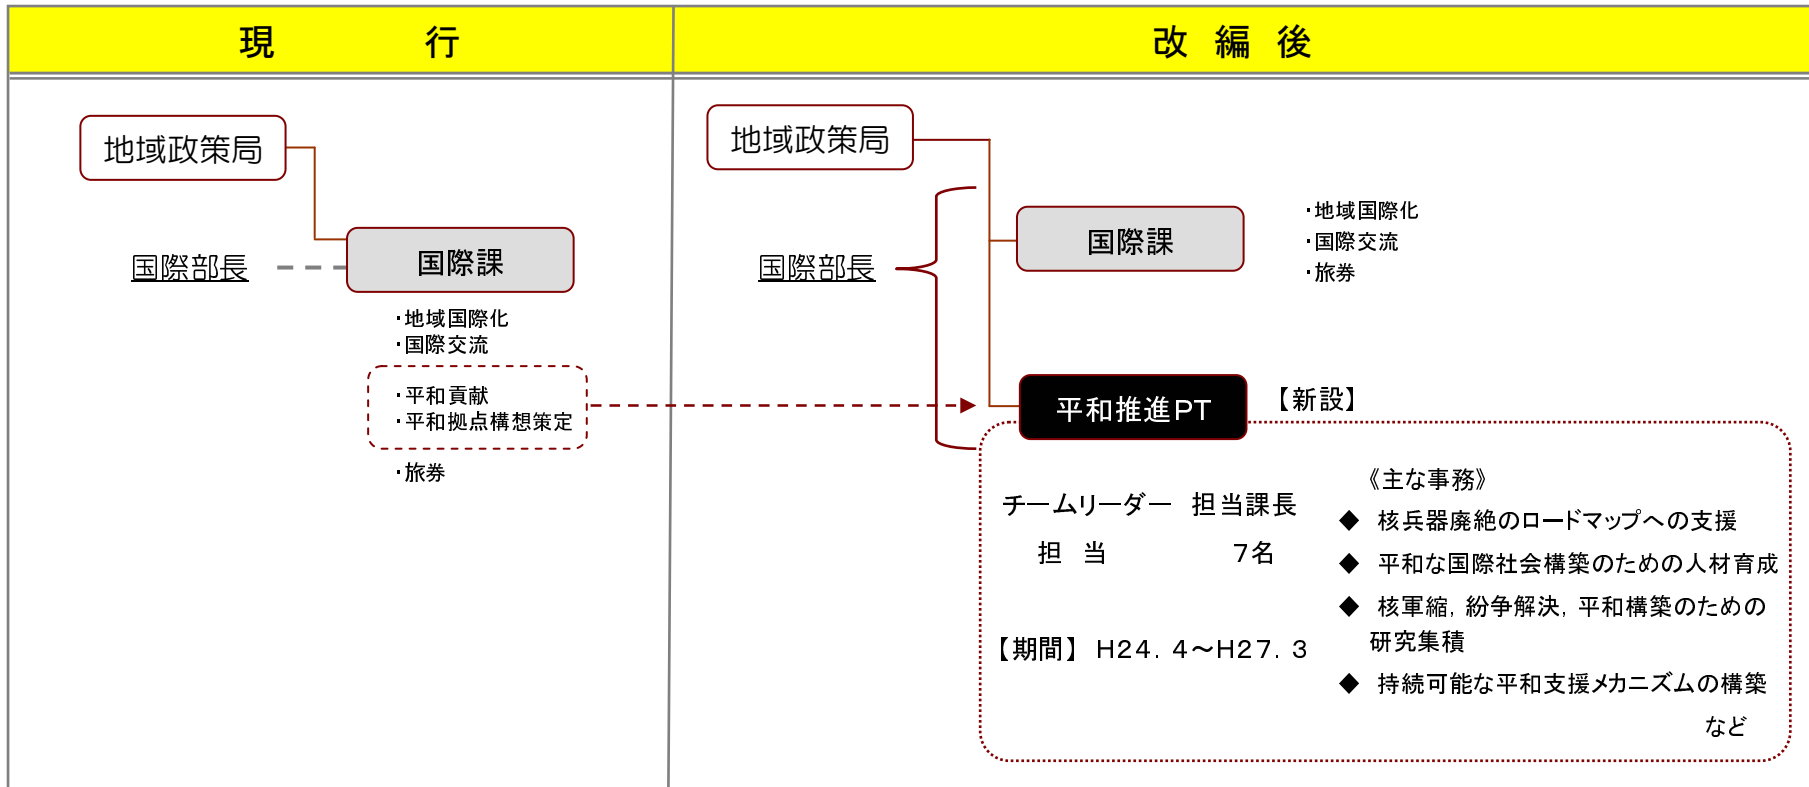 現　　　行
地域政策局
国際部長
国際課
・地域国際化
・国際交流
・平和貢献
・平和拠点構想策定
・旅券
改 編 後
地域政策局
国際部長
国際課
・地域国際化
・国際交流
・旅券
平和推進PT
【新設】
チームリーダー　担当課長
担　当　　　　　7名
【期間】 H24. 4～H27. 3
《主な事務》
◆ 核兵器廃絶のロードマップへの支援
◆ 平和な国際社会構築のための人材育成
◆ 核軍縮, 紛争解決, 平和構築のための
研究集積
◆ 持続可能な平和支援メカニズムの構築
など